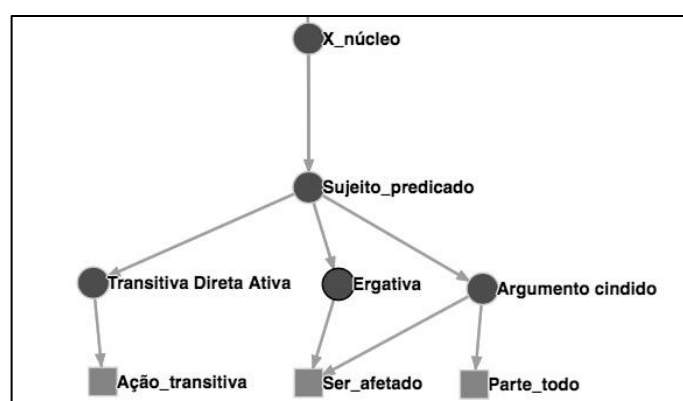 X_núcleo
Sujeito_predicado
Transitiva Direta Ativa
Ergativa
Argumento cindido
Ação_transitiva
Ser_afetado
Parte_todo